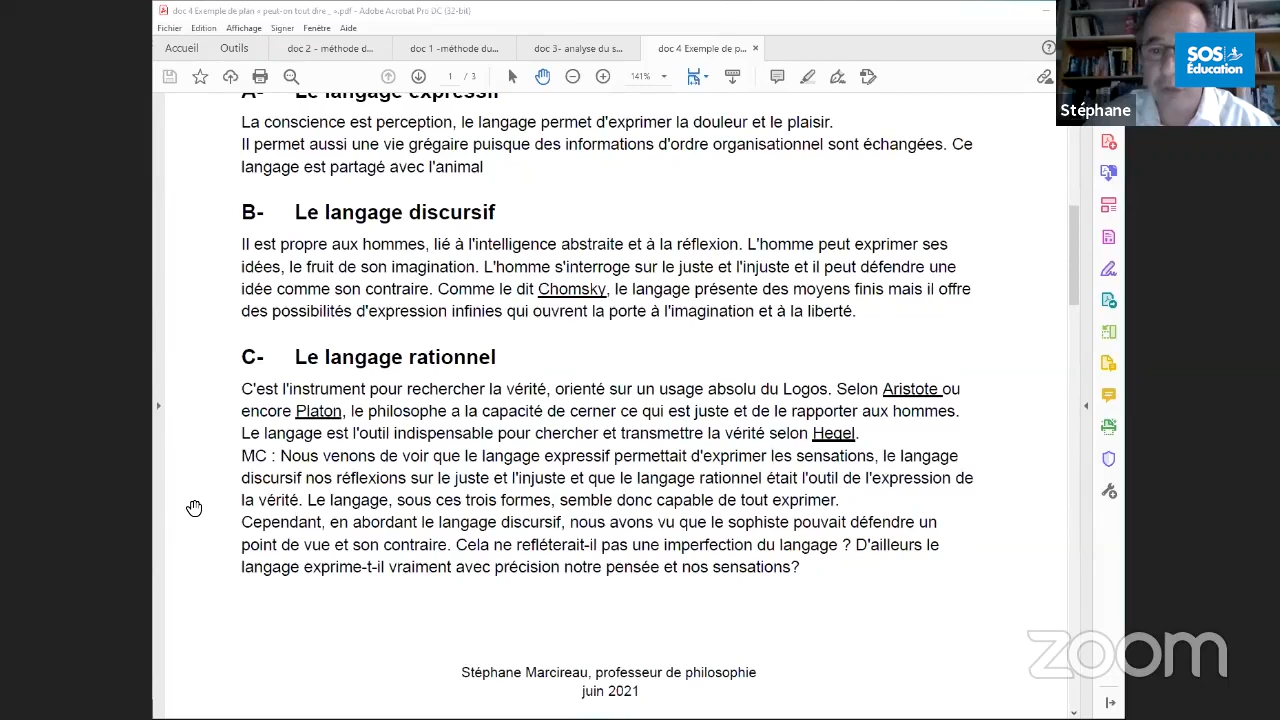 doc 4 Exemple de plan « peut-on tout dire _ ».pdf - Adobe Acrobat Pro DC (32-bit)
Fichier Edition Affichage Signer Fenêtre Aide
Accueil Outils doc 2 - méthode d... doc 1 -méthode du... doc 3- analyse du s... doc 4 Exemple de p... ×
1 / 3 141%
SOS
Éducation
Stéphane
A- Le langage expressif
La conscience est perception, le langage permet d'exprimer la douleur et le plaisir.
Il permet aussi une vie grégaire puisque des informations d'ordre organisationnel sont échangées. Ce
langage est partagé avec l'animal
B- Le langage discursif
Il est propre aux hommes, lié à l'intelligence abstraite et à la réflexion. L'homme peut exprimer ses
idées, le fruit de son imagination. L'homme s'interroge sur le juste et l'injuste et il peut défendre une
idée comme son contraire. Comme le dit Chomsky, le langage présente des moyens finis mais il offre
des possibilités d'expression infinies qui ouvrent la porte à l'imagination et à la liberté.
C- Le langage rationnel
C'est l'instrument pour rechercher la vérité, orienté sur un usage absolu du Logos. Selon Aristote ou
encore Platon, le philosophe a la capacité de cerner ce qui est juste et de le rapporter aux hommes.
Le langage est l'outil indispensable pour chercher et transmettre la vérité selon Hegel.
MC : Nous venons de voir que le langage expressif permettait d'exprimer les sensations, le langage
discursif nos réflexions sur le juste et l'injuste et que le langage rationnel était l'outil de l'expression de
la vérité. Le langage, sous ces trois formes, semble donc capable de tout exprimer.
Cependant, en abordant le langage discursif, nous avons vu que le sophiste pouvait défendre un
point de vue et son contraire. Cela ne refléterait-il pas une imperfection du langage ? D'ailleurs le
langage exprime-t-il vraiment avec précision notre pensée et nos sensations?
Stéphane Marcireau, professeur de philosophie
juin 2021
zoom